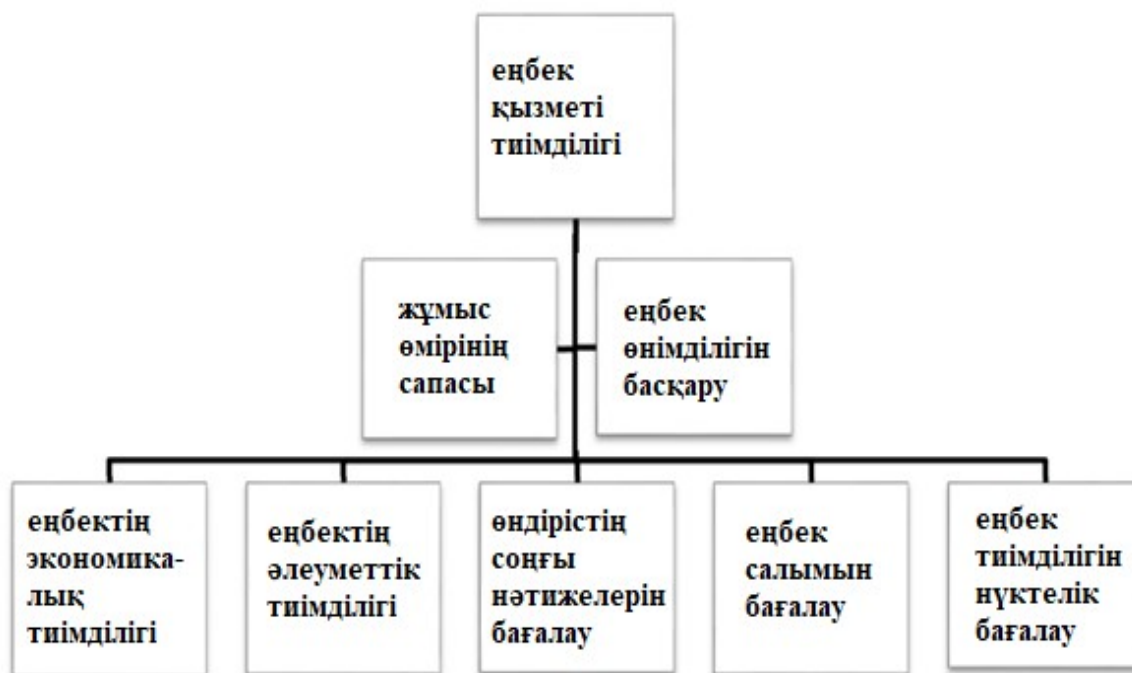 еңбек
қызметі
тиімділігі
жұмыс
өмірінің
сапасы
еңбек
өнімділігін
басқару
еңбектің
экономика-
лық
тиімділігі
еңбектің
әлеуметтік
тиімділігі
өндірістің
соңғы
нәтижелерін
бағалау
еңбек
салымын
бағалау
еңбек
тиімділігін
нүктелік
бағалау